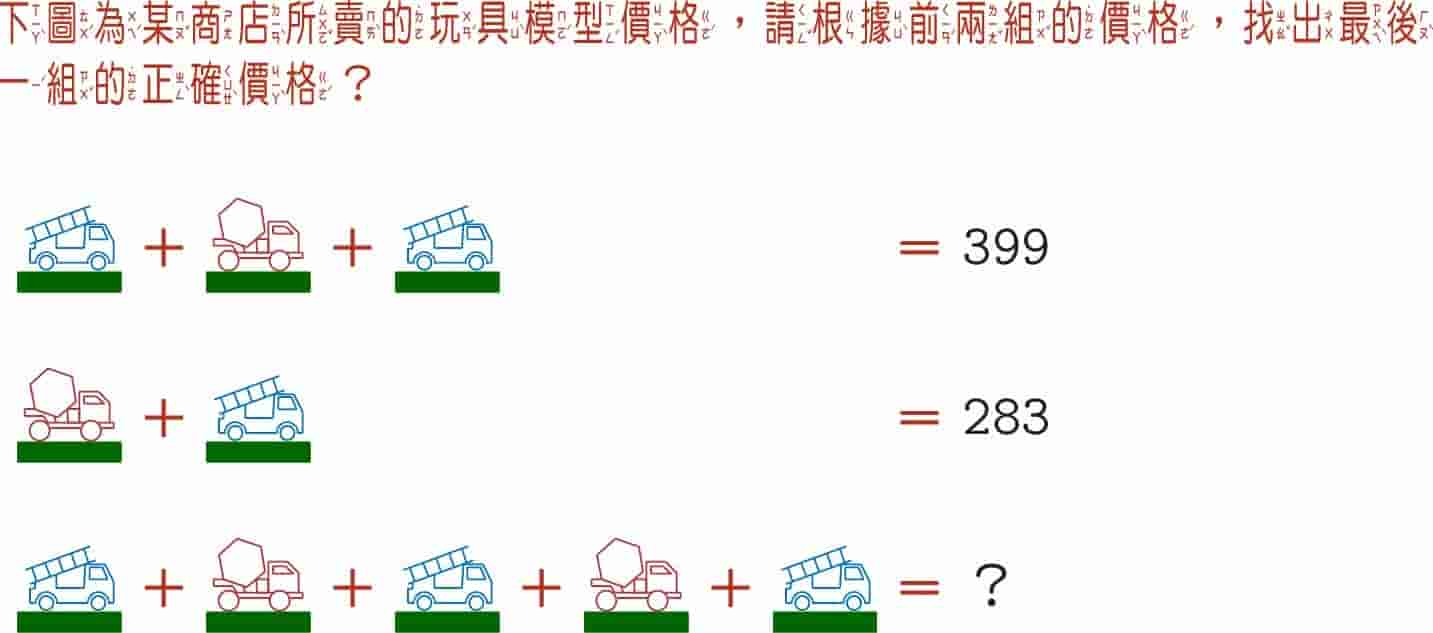 下圖為某商店所賣的玩具模型價格，請根據前兩組的價格，找出最後
一組的正確價格？
+ + = 399
+ = 283
+ + + + = ？